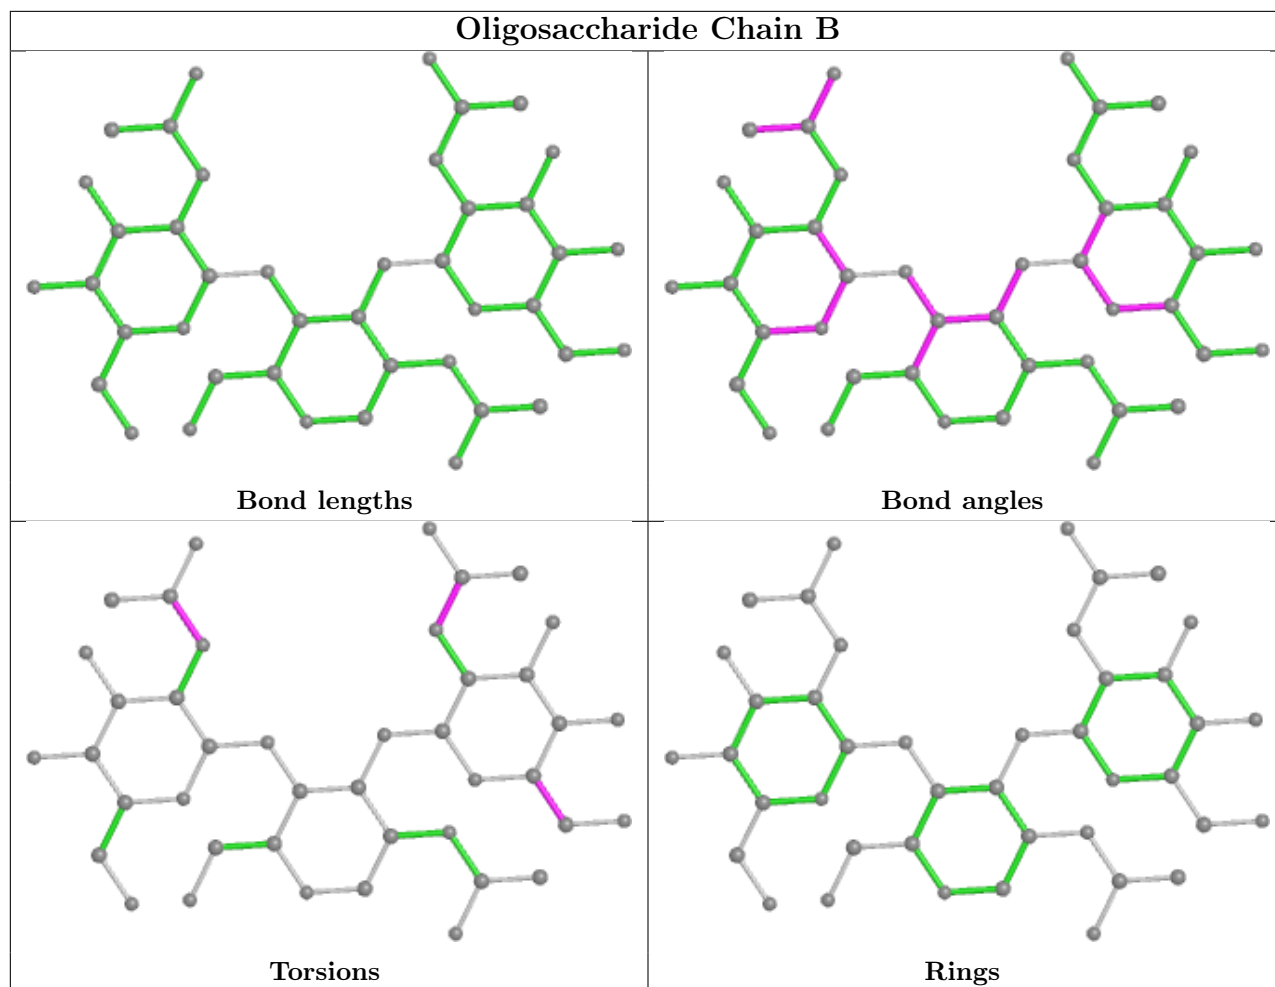 Oligosaccharide Chain B
Bond lengths
Bond angles
Torsions
Rings